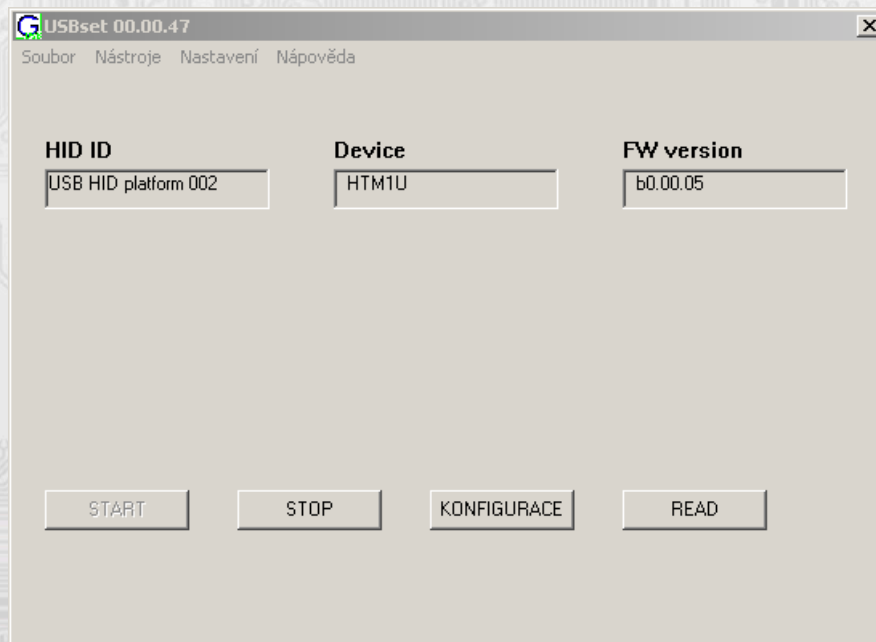 USBset 00.00.47
Soubor Nástroje Nastavení Nápověda
HID ID Device FW version
USB HID platform 002 HTM1U b0.00.05
START STOP KONFIGURACE READ